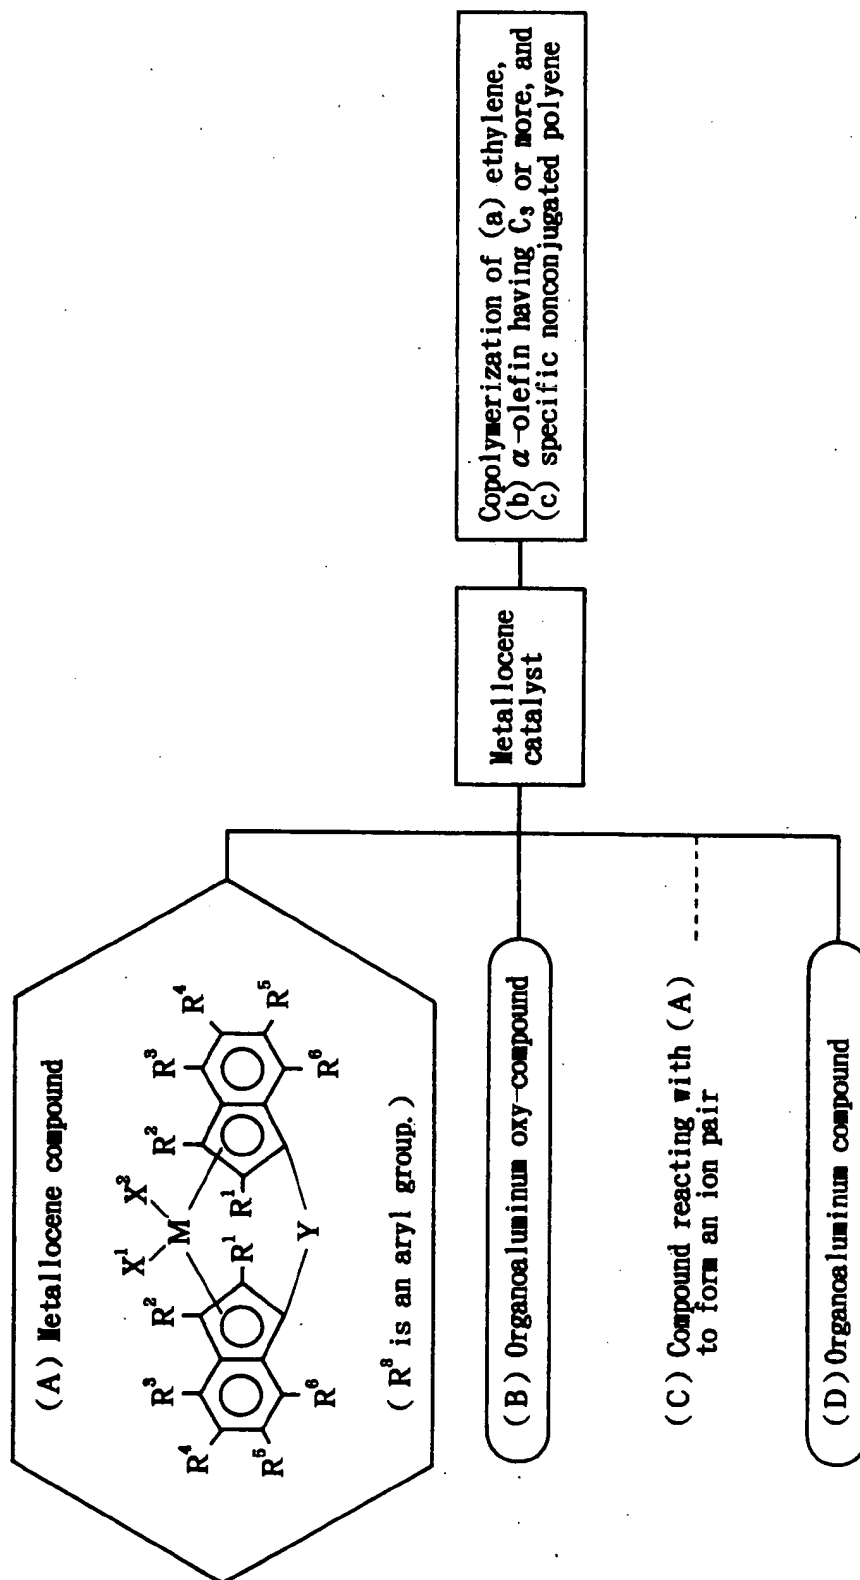 (A) Metallocene compound
X¹ X²
M
R² R¹ R¹ R²
R³ R³
R⁴ R⁴
R⁵ R⁵
R⁶ R⁶
Y
(R³ is an aryl group.)
(B) Organoaluminum oxy-compound
(C) Compound reacting with (A)
to form an ion pair
(D) Organoaluminum compound
Metallocene
catalyst
Copolymerization of (a) ethylene,
(b) α-olefin having C₃ or more, and
(c) specific nonconjugated polyene